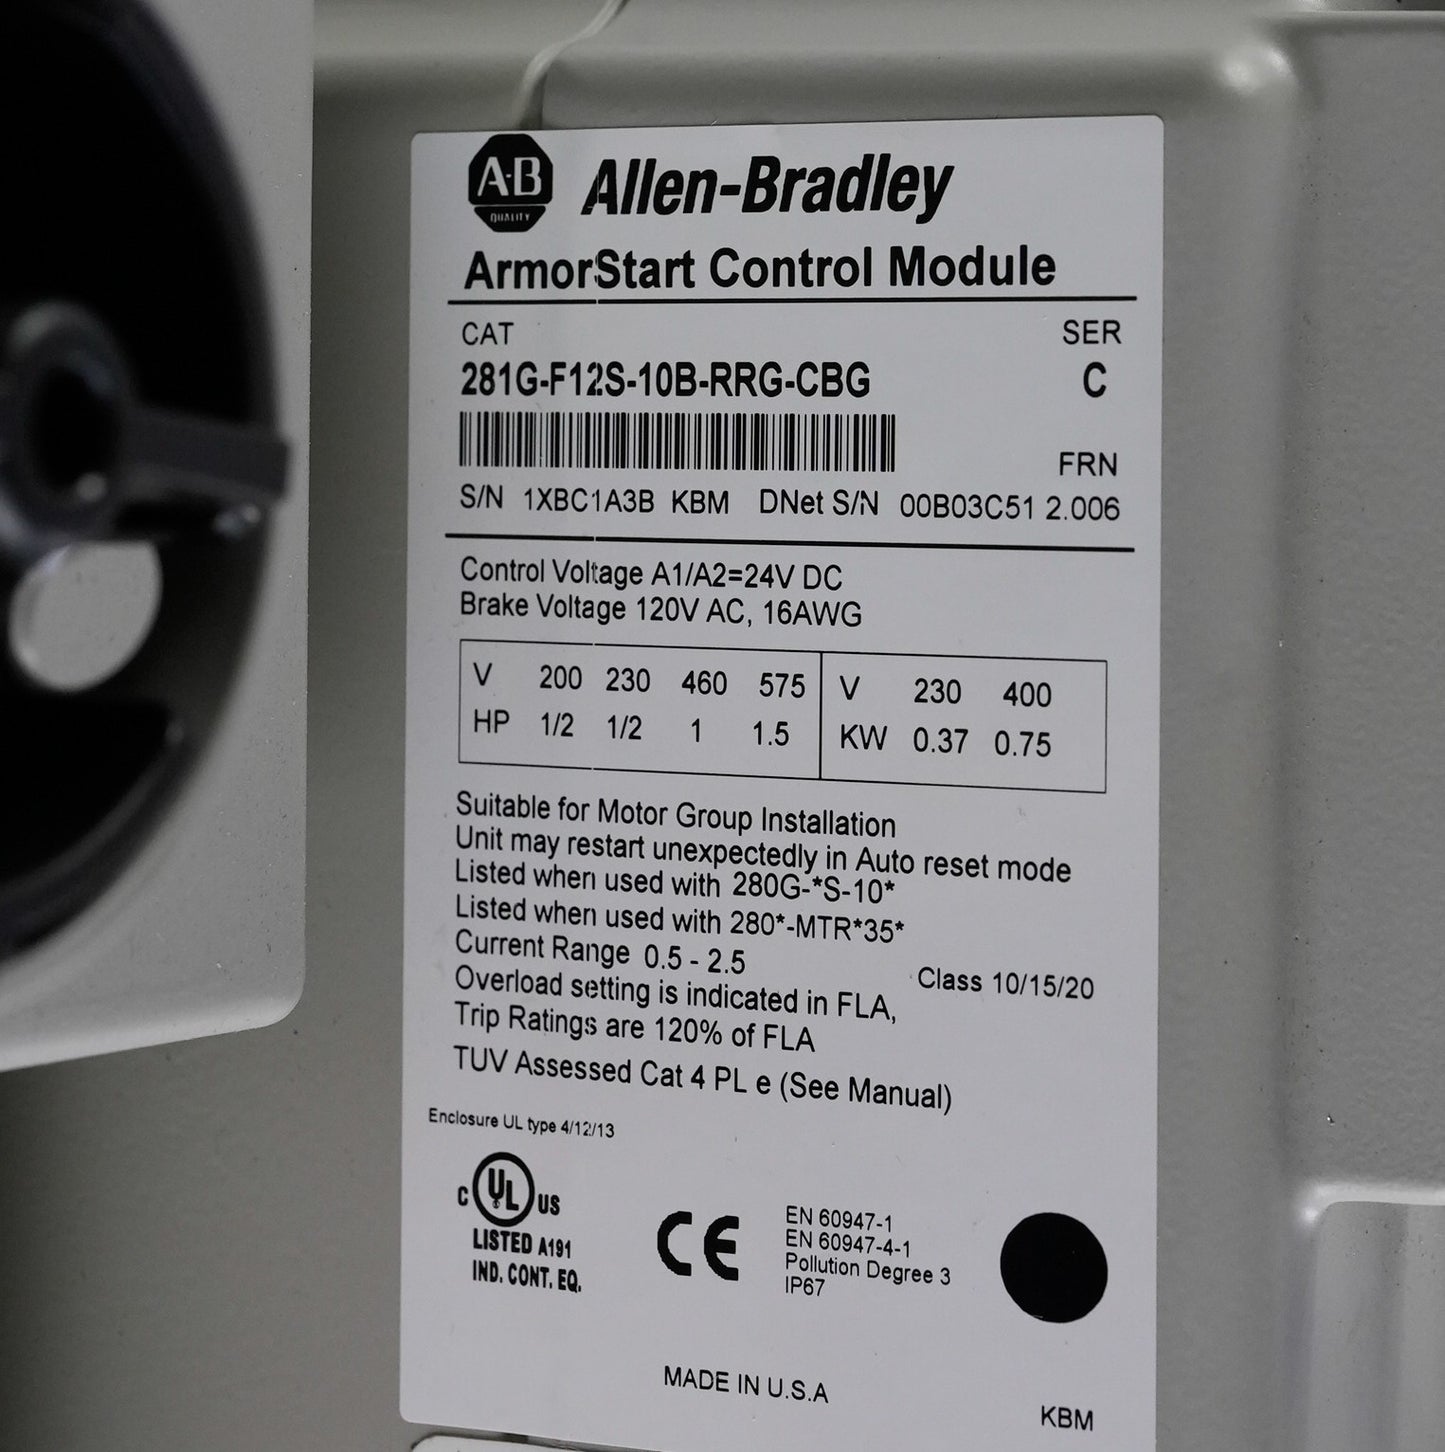 A·B
QUALITY
Allen-Bradley
ArmorStart Control Module
CAT SER
281G-F12S-10B-RRG-CBG C
FRN
S/N 1XBC1A3B KBM DNet S/N 00B03C51 2.006
Control Voltage A1/A2=24V DC
Brake Voltage 120V AC, 16AWG
V 200 230 460 575 V 230 400
HP 1/2 1/2 1 1.5 KW 0.37 0.75
Suitable for Motor Group Installation
Unit may restart unexpectedly in Auto reset mode
Listed when used with 280G-*S-10*
Listed when used with 280*-MTR*35*
Current Range 0.5 - 2.5 Class 10/15/20
Overload setting is indicated in FLA,
Trip Ratings are 120% of FLA
TUV Assessed Cat 4 PL e (See Manual)
Enclosure UL type 4/12/13
C UL US
LISTED A191
IND. CONT. EQ.
CE
EN 60947-1
EN 60947-4-1
Pollution Degree 3
IP67
MADE IN U.S.A
KBM